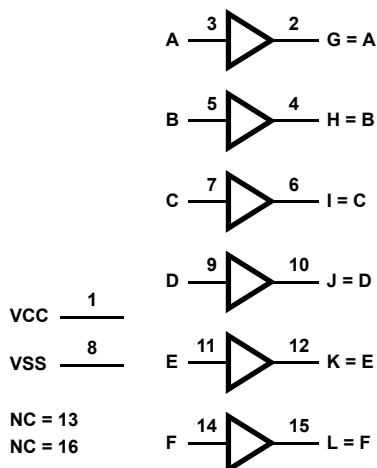 A 3 2 G = A
B 5 4 H = B
C 7 6 I = C
D 9 10 J = D
VCC 1
VSS 8
E 11 12 K = E
NC = 13
NC = 16
F 14 15 L = F